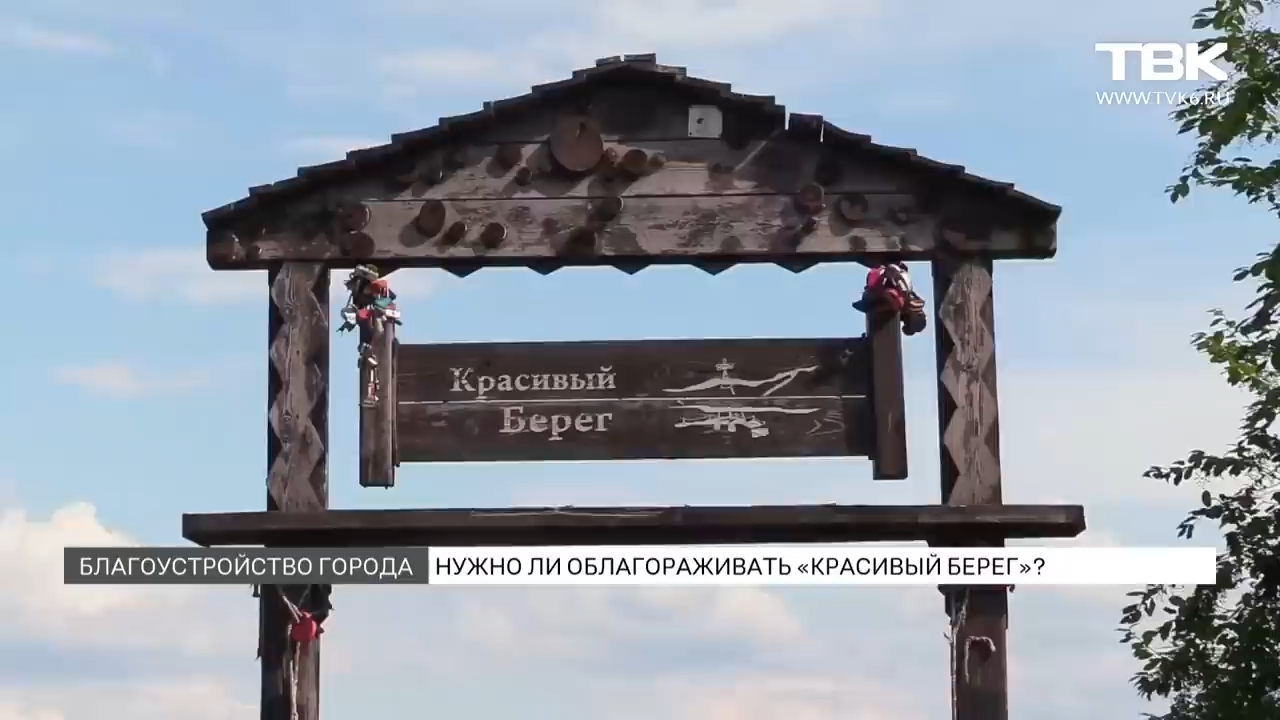 ТВК
WWW.TVK6.RU
Красивый
Берег
БЛАГОУСТРОЙСТВО ГОРОДА
НУЖНО ЛИ ОБЛАГОРАЖИВАТЬ «КРАСИВЫЙ БЕРЕГ»?